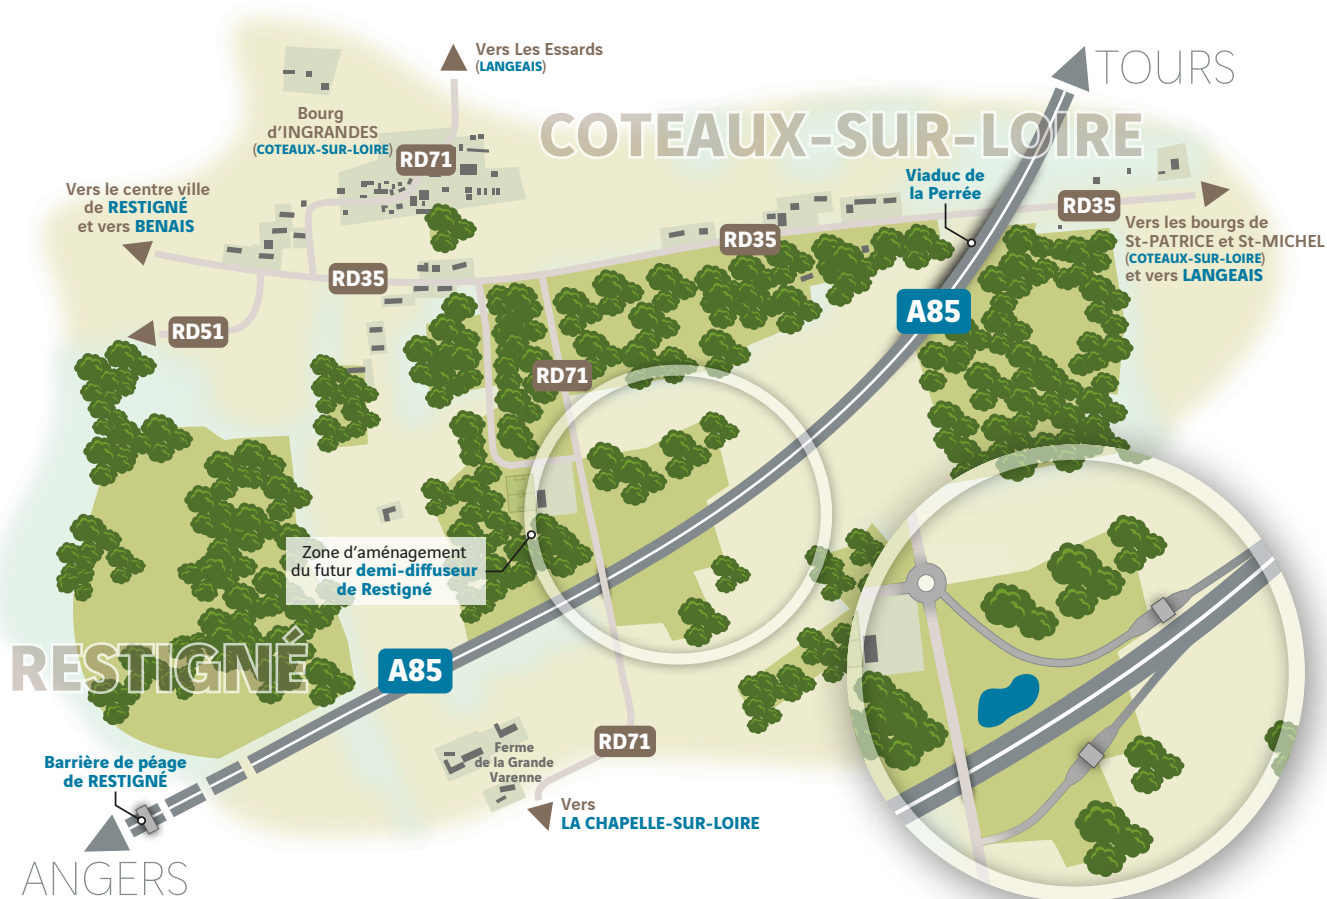 Vers Les Essards
(LANGEAIS)
TOURS
Bourg
d'INGRANDES
(COTEAUX-SUR-LOIRE)
RD71
COTEAUX-SUR-LOIRE
Viaduc de
la Perrée
Vers le centre ville
de RESTIGNÉ
et vers BENAIS
RD35
RD35
Vers les bourgs de
St-PATRICE et St-MICHEL
(COTEAUX-SUR-LOIRE)
et vers LANGEAIS
RD35
A85
RD51
RD71
Zone d'aménagement
du futur demi-diffuseur
de Restigné
RESTIGNÉ
A85
RD71
Ferme
de la Grande
Varenne
Barrière de péage
de RESTIGNÉ
Vers
LA CHAPELLE-SUR-LOIRE
ANGERS